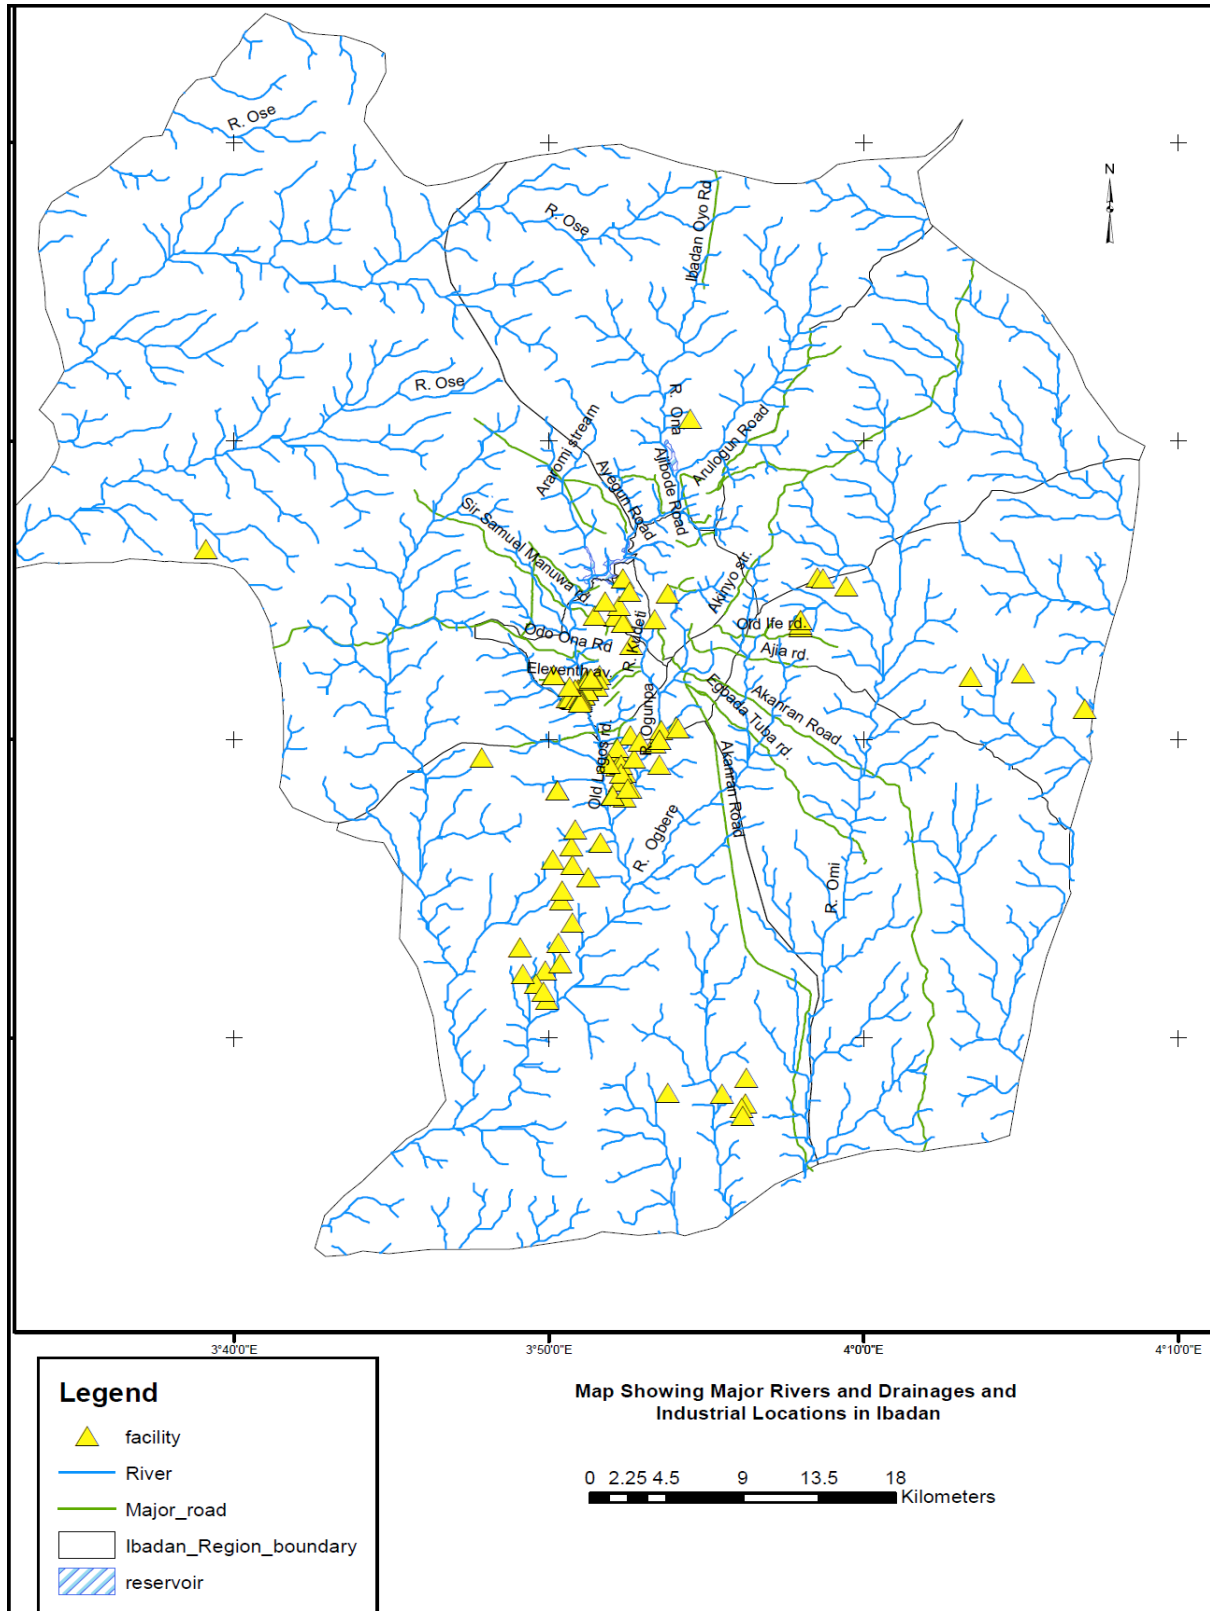 R. Ose
R. Ose
Ibadan Oyo Rd
N
R. Ose
R. Ona
Araromi stream
Ayegun Road
Ajibode Road
Arulogun Road
Sir Samuel Manuwa rd.
Akinyo str.
Odo Ona Rd
R. Kudeti
Old Ife rd.
Ajia rd.
Eleventh av.
Old Lagos rd.
R. Ogunpa
Egbada Tuba rd.
Akanran Road
Akanran Road
R. Ogbere
R. Omi
3°40'0"E
3°50'0"E
4°0'0"E
4°10'0"E
Legend
facility
River
Major_road
Ibadan_Region_boundary
reservoir
Map Showing Major Rivers and Drainages and
Industrial Locations in Ibadan
0 2.25 4.5 9 13.5 18
Kilometers